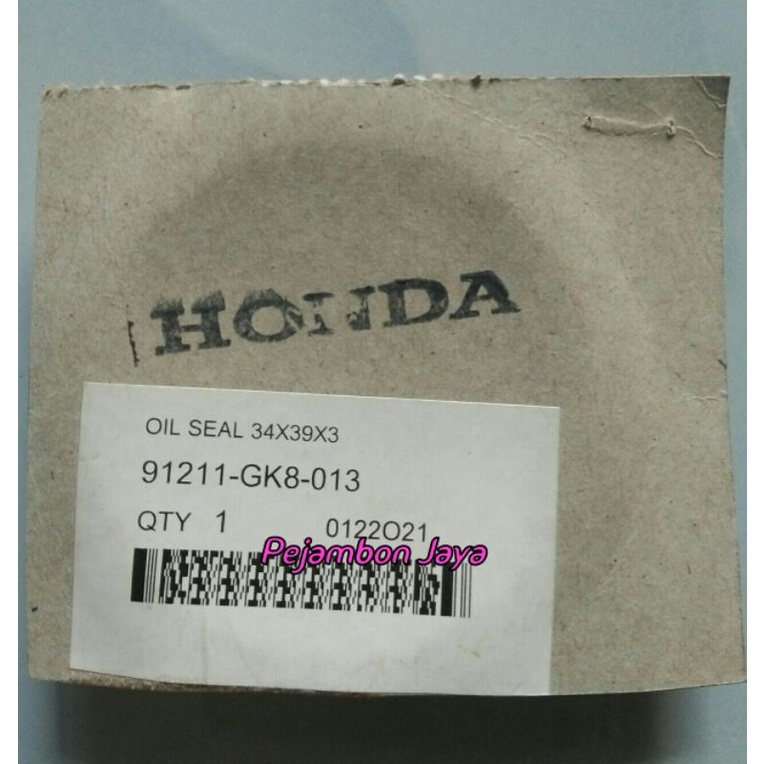 HONDA
OIL SEAL 34X39X3
91211-GK8-013
QTY 1 0122O21
Pejambon Jaya